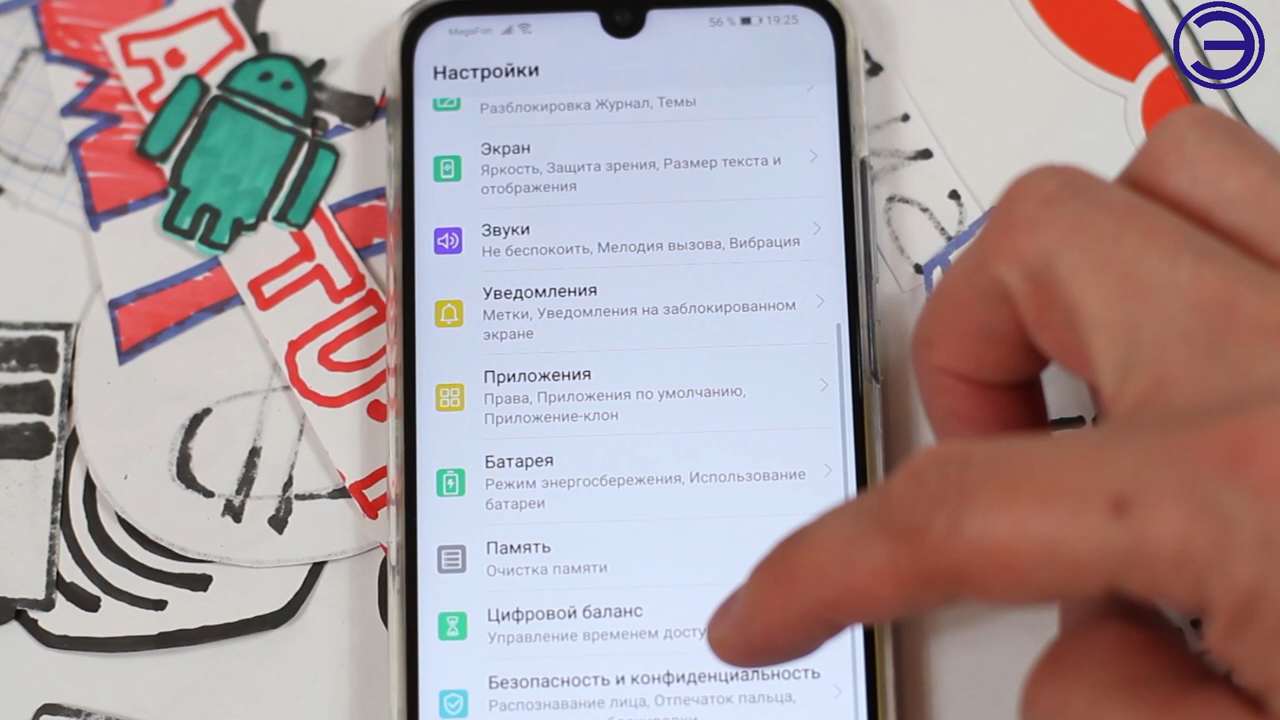 MegaFon
56 % 19:25
Настройки
Разблокировка Журнал, Темы
Экран
Яркость, Защита зрения, Размер текста и
отображения
Звуки
Не беспокоить, Мелодия вызова, Вибрация
Уведомления
Метки, Уведомления на заблокированном
экране
Приложения
Права, Приложения по умолчанию,
Приложение-клон
Батарея
Режим энергосбережения, Использование
батареи
Память
Очистка памяти
Цифровой баланс
Управление временем
Безопасность и конфиденциальность
Распознавание лица, Отпечаток пальца,
Э